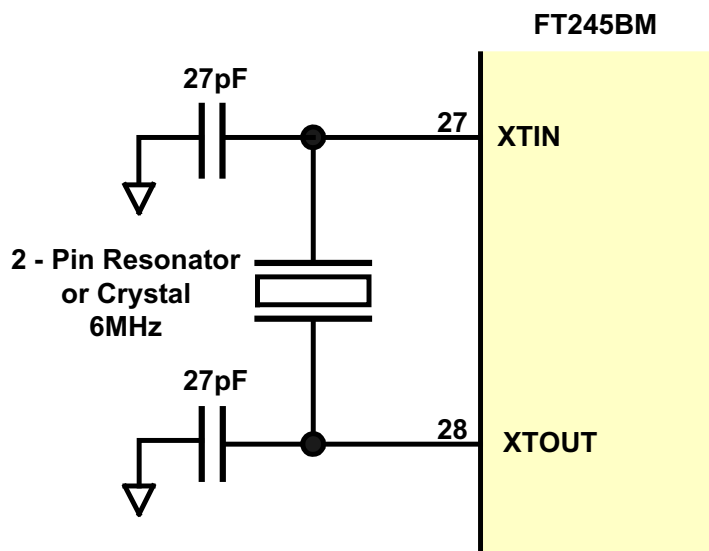 FT245BM
27pF
27
XTIN
2 - Pin Resonator
or Crystal
6MHz
27pF
28
XTOUT